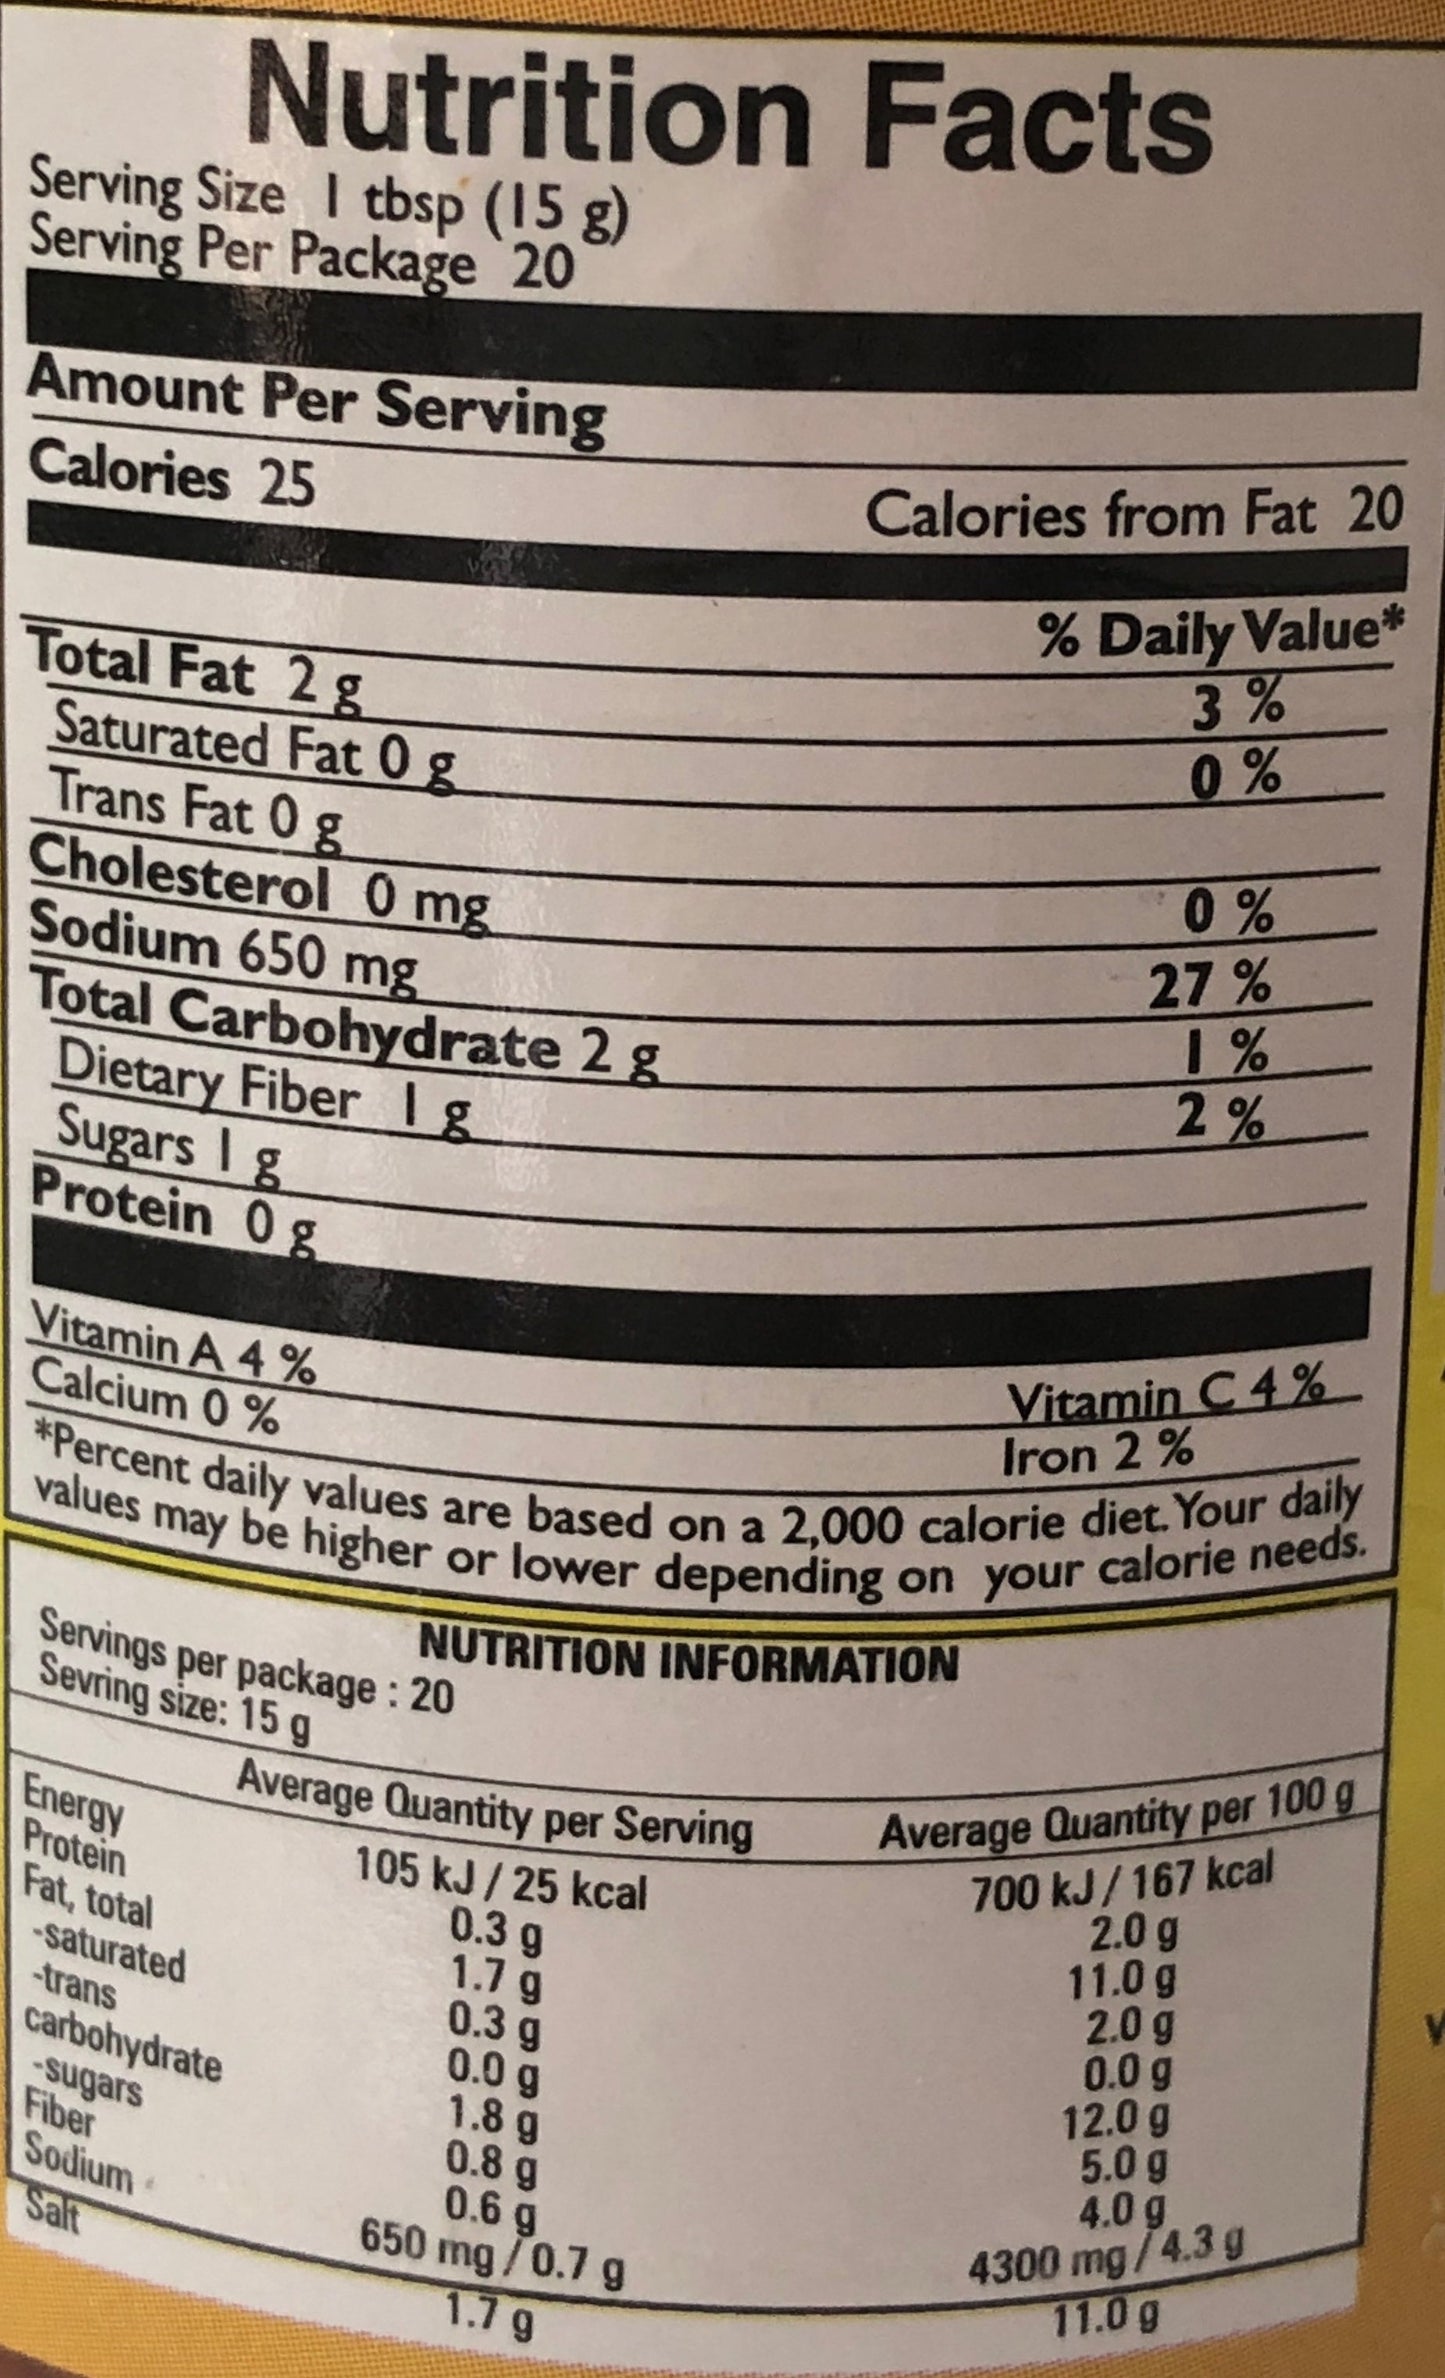 Nutrition Facts
Serving Size 1 tbsp (15 g)
Serving Per Package 20
Amount Per Serving
Calories 25 Calories from Fat 20
% Daily Value*
Total Fat 2 g 3 %
Saturated Fat 0 g 0 %
Trans Fat 0 g
Cholesterol 0 mg 0 %
Sodium 650 mg 27 %
Total Carbohydrate 2 g 1 %
Dietary Fiber 1 g 2 %
Sugars 1 g
Protein 0 g
Vitamin A 4 % Vitamin C 4 %
Calcium 0 % Iron 2 %
*Percent daily values are based on a 2,000 calorie diet. Your daily
values may be higher or lower depending on your calorie needs.
NUTRITION INFORMATION
Servings per package : 20
Sevring size: 15 g
Average Quantity per Serving Average Quantity per 100 g
Energy 105 kJ / 25 kcal 700 kJ / 167 kcal
Protein 0.3 g 2.0 g
Fat, total 1.7 g 11.0 g
-saturated 0.3 g 2.0 g
-trans 0.0 g 0.0 g
carbohydrate 1.8 g 12.0 g
-sugars 0.8 g 5.0 g
Fiber 0.6 g 4.0 g
Sodium 650 mg / 0.7 g 4300 mg / 4.3 g
Salt 1.7 g 11.0 g